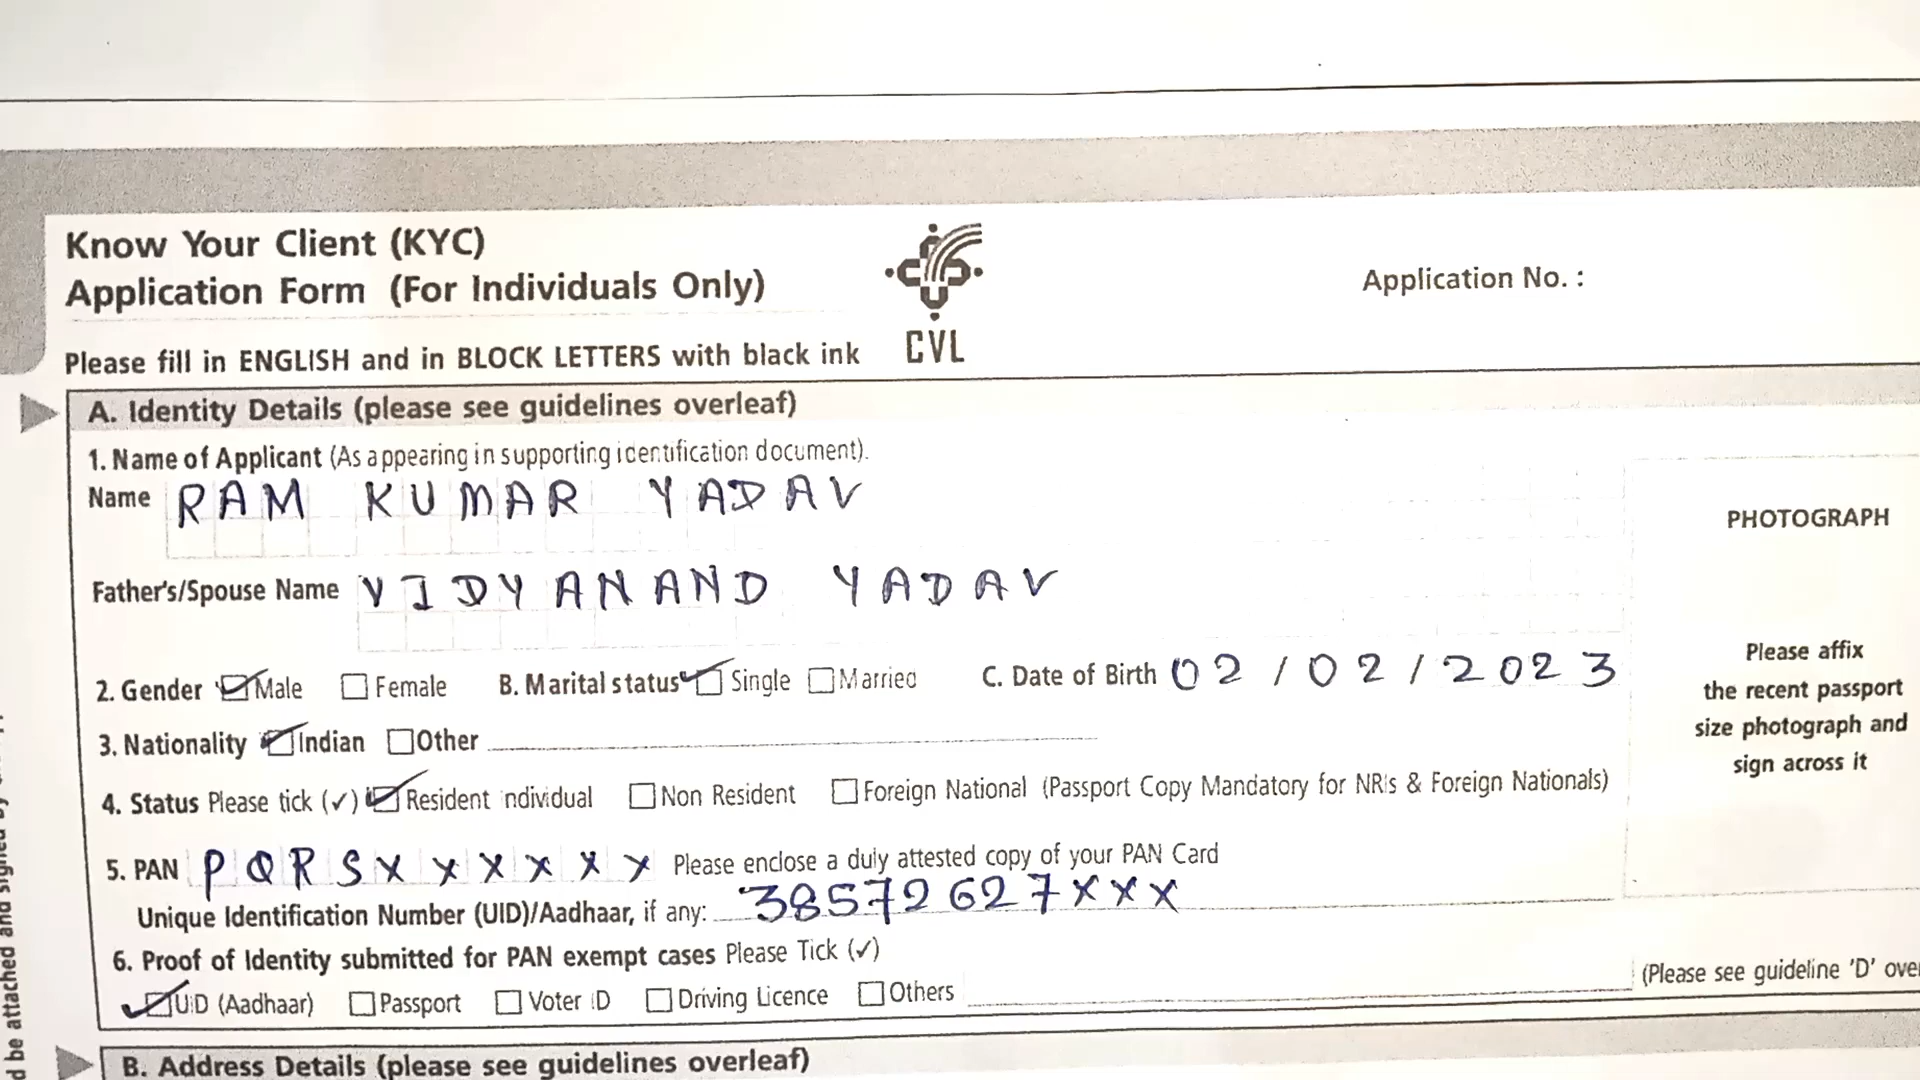 Know Your Client (KYC)
Application Form (For Individuals Only)
Application No. :
Please fill in ENGLISH and in BLOCK LETTERS with black ink
CVL
A. Identity Details (please see guidelines overleaf)
1. Name of Applicant (As appearing in supporting identification document).
Name RAM KUMAR YADAV
PHOTOGRAPH
Father's/Spouse Name VIDYANAND YADAV
Please affix
the recent passport
size photograph and
sign across it
2. Gender Male Female B. Marital status Single Married C. Date of Birth 02/02/2023
3. Nationality Indian Other
4. Status Please tick (✓) Resident ndividual Non Resident Foreign National (Passport Copy Mandatory for NRIs & Foreign Nationals)
5. PAN PQRSXXXXXX Please enclose a duly attested copy of your PAN Card
Unique Identification Number (UID)/Aadhaar, if any: 38572627XXX
6. Proof of Identity submitted for PAN exempt cases Please Tick (✓)
UID (Aadhaar) Passport Voter ID Driving Licence Others (Please see guideline 'D' over
B. Address Details (please see guidelines overleaf)
d be attached and signed